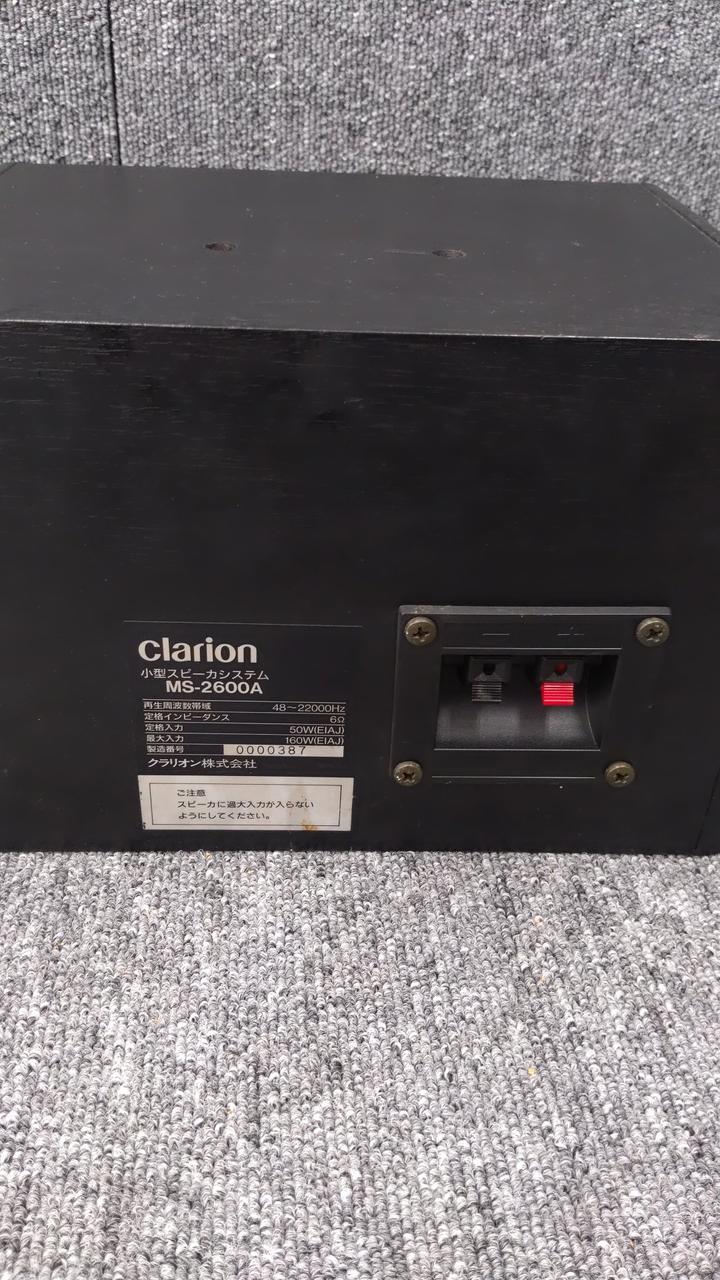 clarion
小型スピーカシステム
MS-2600A
再生周波数帯域 48〜22000Hz
定格インピーダンス 6Ω
定格入力 50W(EIAJ)
最大入力 160W(EIAJ)
製造番号 0000387
クラリオン株式会社
ご注意
スピーカに過大入力が入らない
ようにしてください。
— +